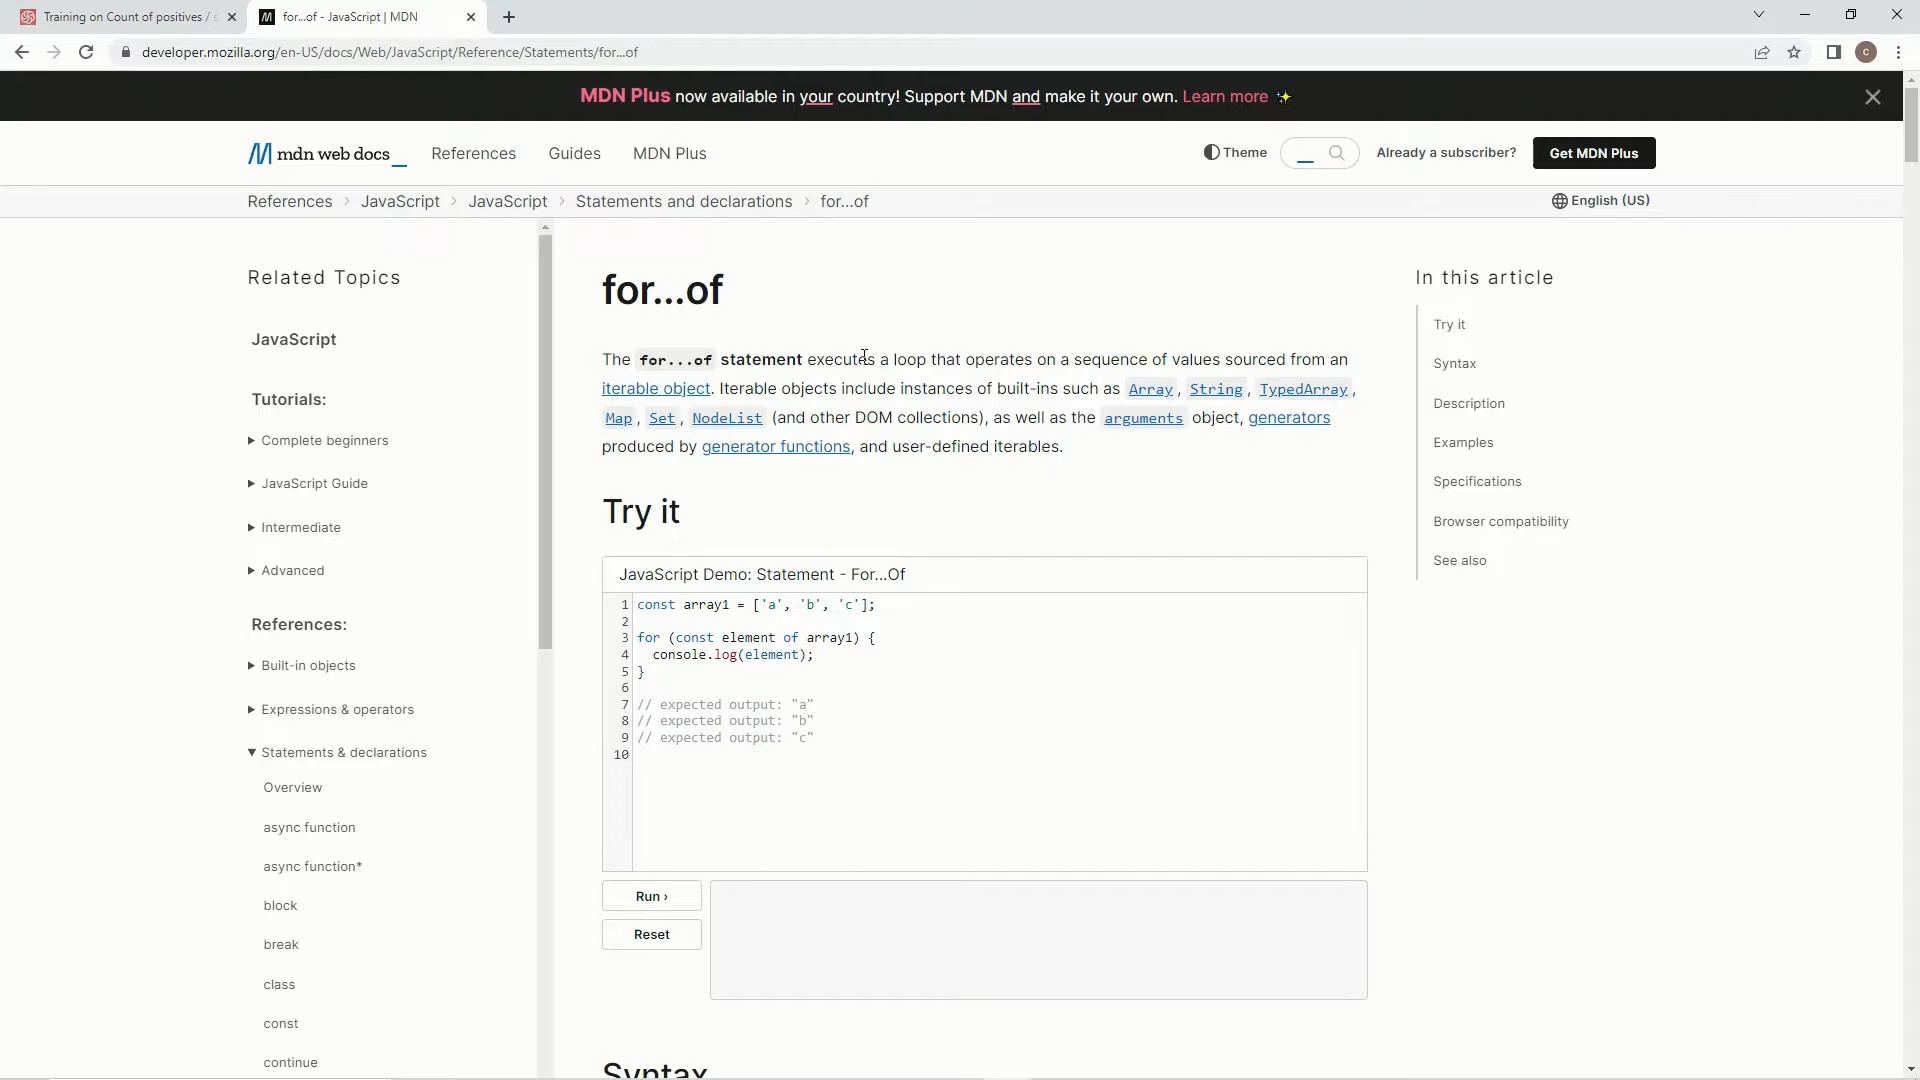 Training on Count of positives / s
for...of - JavaScript | MDN
developer.mozilla.org/en-US/docs/Web/JavaScript/Reference/Statements/for...of
C
MDN Plus now available in your country! Support MDN and make it your own. Learn more ✨
mdn web docs_
References
Guides
MDN Plus
Theme
Already a subscriber?
Get MDN Plus
References > JavaScript > JavaScript > Statements and declarations > for...of
English (US)
Related Topics
JavaScript
Tutorials:
Complete beginners
JavaScript Guide
Intermediate
Advanced
References:
Built-in objects
Expressions & operators
Statements & declarations
Overview
async function
async function*
block
break
class
const
continue
for...of
The for...of statement executes a loop that operates on a sequence of values sourced from an
iterable object. Iterable objects include instances of built-ins such as Array, String, TypedArray,
Map, Set, NodeList (and other DOM collections), as well as the arguments object, generators
produced by generator functions, and user-defined iterables.
Try it
JavaScript Demo: Statement - For...Of
1 const array1 = ['a', 'b', 'c'];
2
3 for (const element of array1) {
4   console.log(element);
5 }
6
7 // expected output: "a"
8 // expected output: "b"
9 // expected output: "c"
10
Run ›
Reset
Syntax
In this article
Try it
Syntax
Description
Examples
Specifications
Browser compatibility
See also